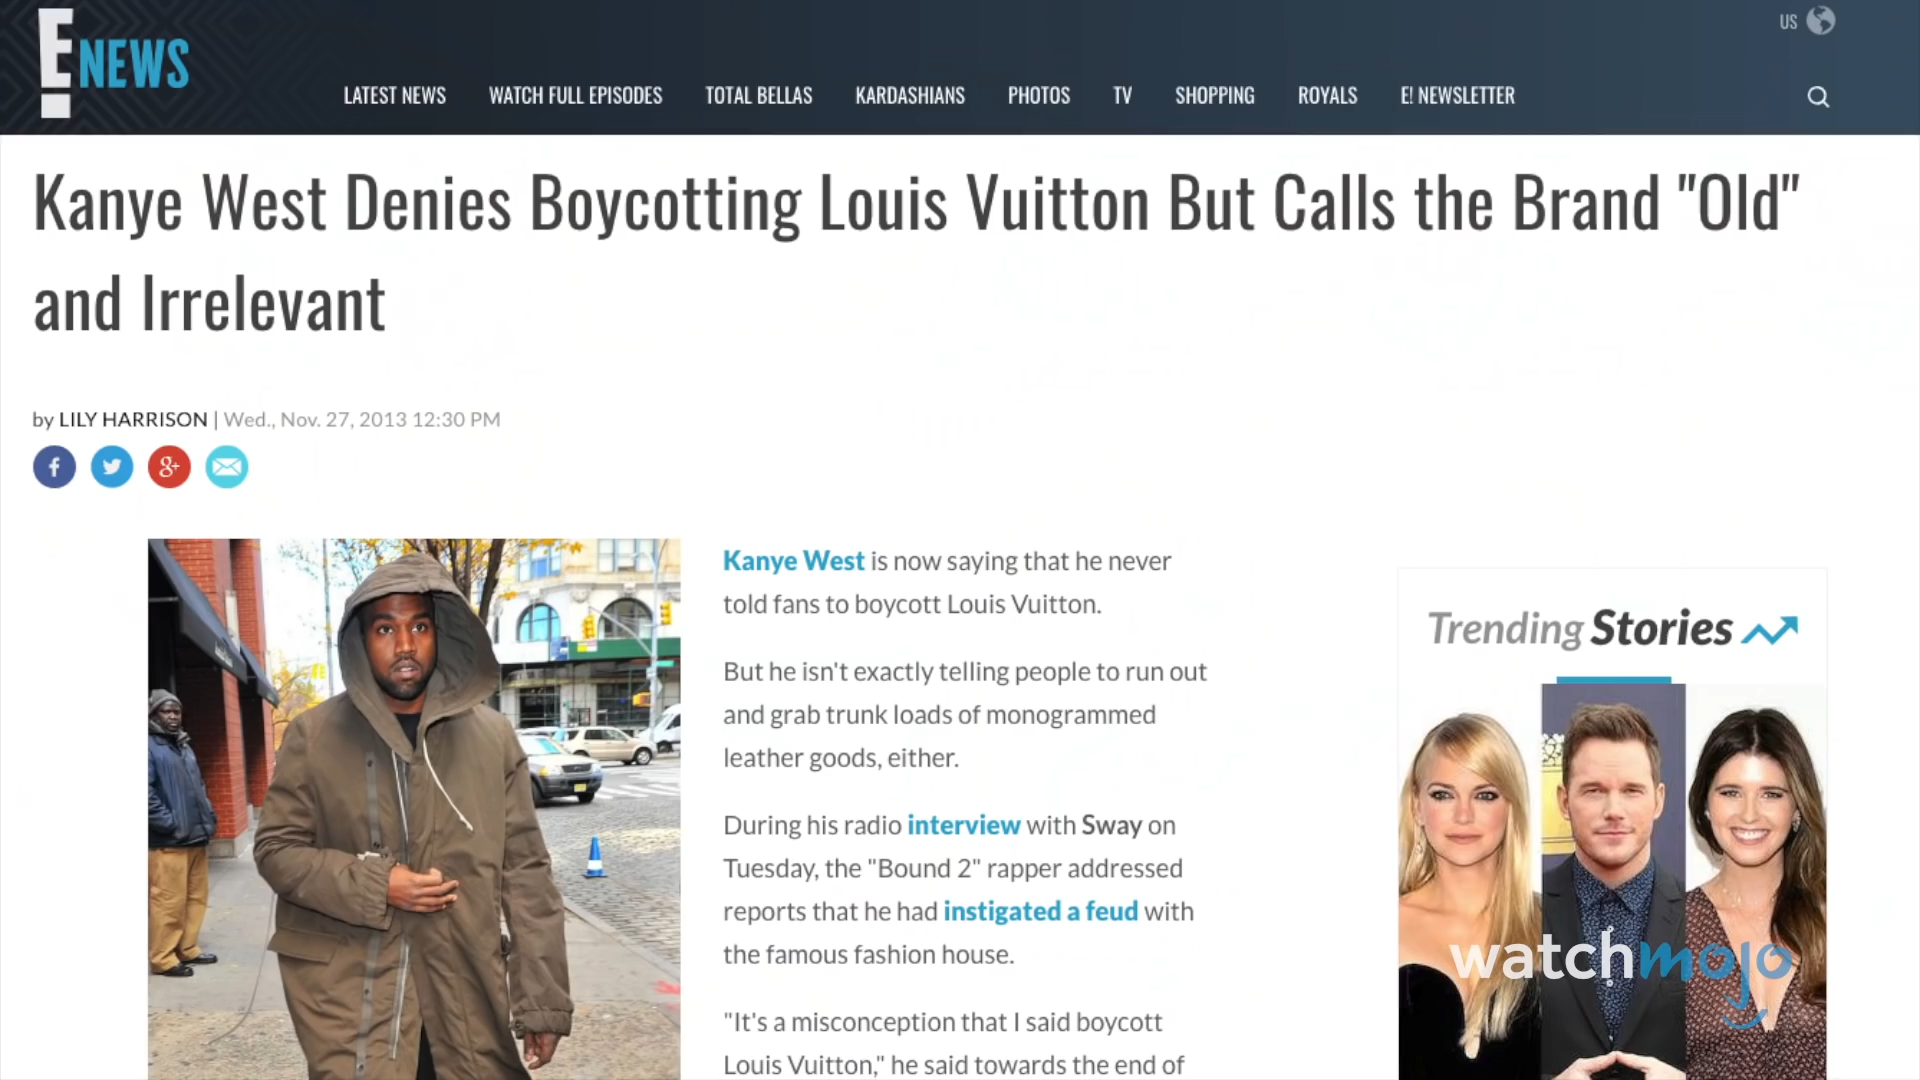 E! NEWS
US
LATEST NEWS WATCH FULL EPISODES TOTAL BELLAS KARDASHIANS PHOTOS TV SHOPPING ROYALS E! NEWSLETTER
Kanye West Denies Boycotting Louis Vuitton But Calls the Brand "Old"
and Irrelevant
by LILY HARRISON | Wed., Nov. 27, 2013 12:30 PM
f
g+
Kanye West is now saying that he never
told fans to boycott Louis Vuitton.
But he isn't exactly telling people to run out
and grab trunk loads of monogrammed
leather goods, either.
During his radio interview with Sway on
Tuesday, the "Bound 2" rapper addressed
reports that he had instigated a feud with
the famous fashion house.
"It's a misconception that I said boycott
Louis Vuitton," he said towards the end of
Trending Stories
watchmojo